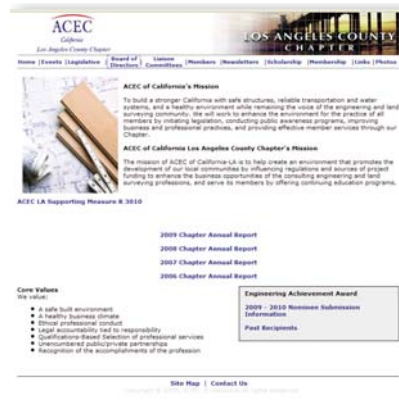 ACEC
California
Los Angeles County Chapter
LOS ANGELES COUNTY
CHAPTER
Home | Events | Legislative | Board of Directors | Liaison Committees | Members | Newsletters | Scholarship | Membership | Links | Photos
ACEC of California's Mission
To build a stronger California with safe structures, reliable transportation and water
systems, and a healthy environment while remaining the voice of the engineering and land
surveying community. We will work to enhance the environment for the practice of all
members by initiating legislation, conducting public awareness programs, improving
business and professional practices, and providing effective member services through our
Chapter.
ACEC of California Los Angeles County Chapter's Mission
The mission of ACEC of California-LA is to help create an environment that promotes the
development of our local communities by influencing regulations and sources of project
funding to enhance the business opportunities of the consulting engineering and land
surveying professions, and serve its members by offering continuing education programs.
ACEC LA Supporting Measure R 3010
2009 Chapter Annual Report
2008 Chapter Annual Report
2007 Chapter Annual Report
2006 Chapter Annual Report
Core Values
We value:
A safe built environment
A healthy business climate
Ethical professional conduct
Legal accountability tied to responsibility
Qualifications-Based Selection of professional services
Unencumbered public/private partnerships
Recognition of the accomplishments of the profession
Engineering Achievement Award
2009 - 2010 Nominee Submission
Information
Past Recipients
Site Map | Contact Us